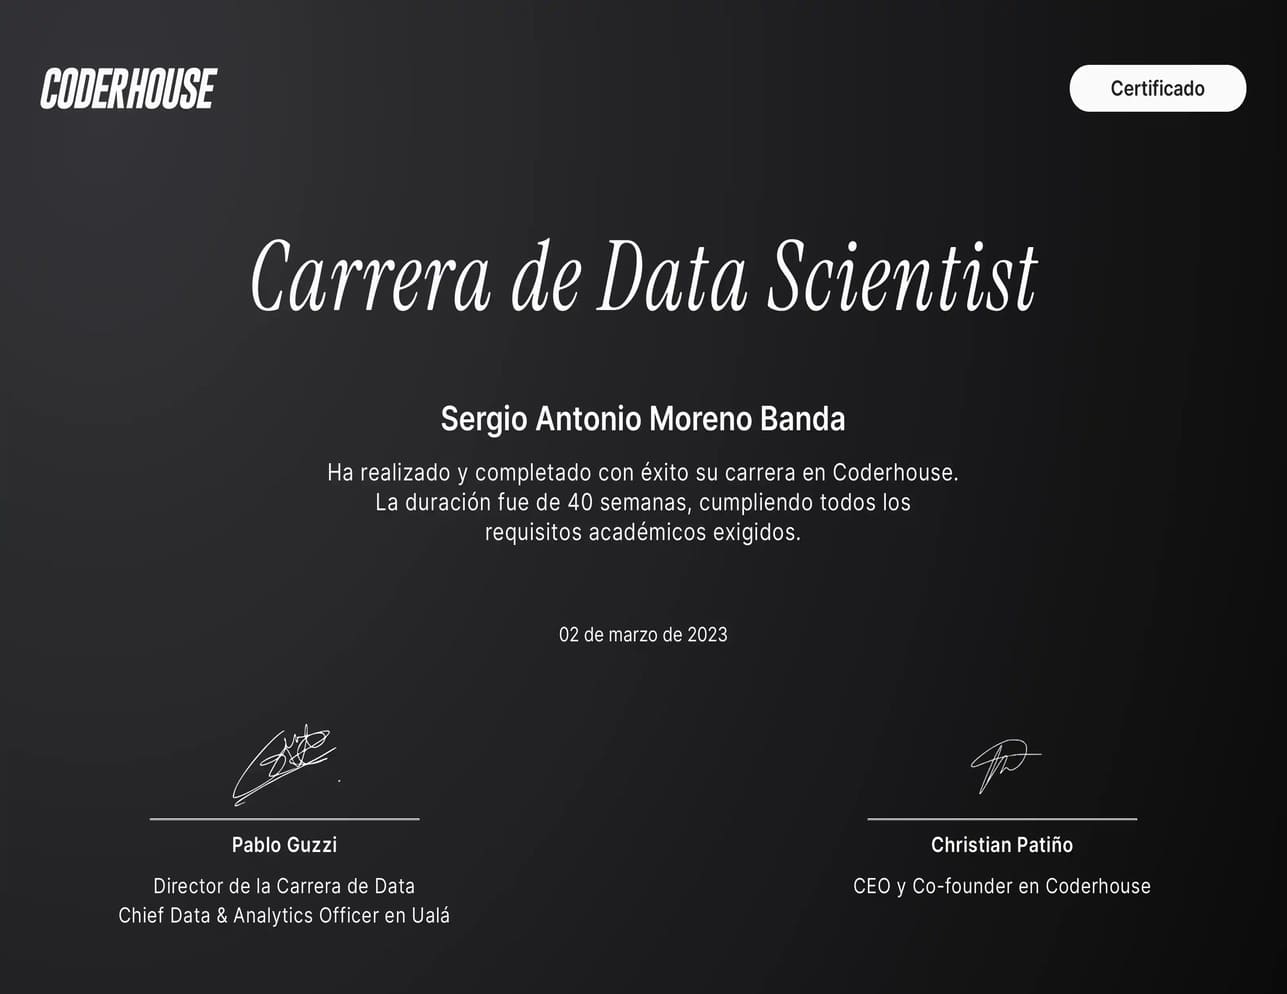 CODERHOUSE
Certificado
Carrera de Data Scientist
Sergio Antonio Moreno Banda
Ha realizado y completado con éxito su carrera en Coderhouse.
La duración fue de 40 semanas, cumpliendo todos los
requisitos académicos exigidos.
02 de marzo de 2023
Pablo Guzzi
Director de la Carrera de Data
Chief Data & Analytics Officer en Ualá
Christian Patiño
CEO y Co-founder en Coderhouse